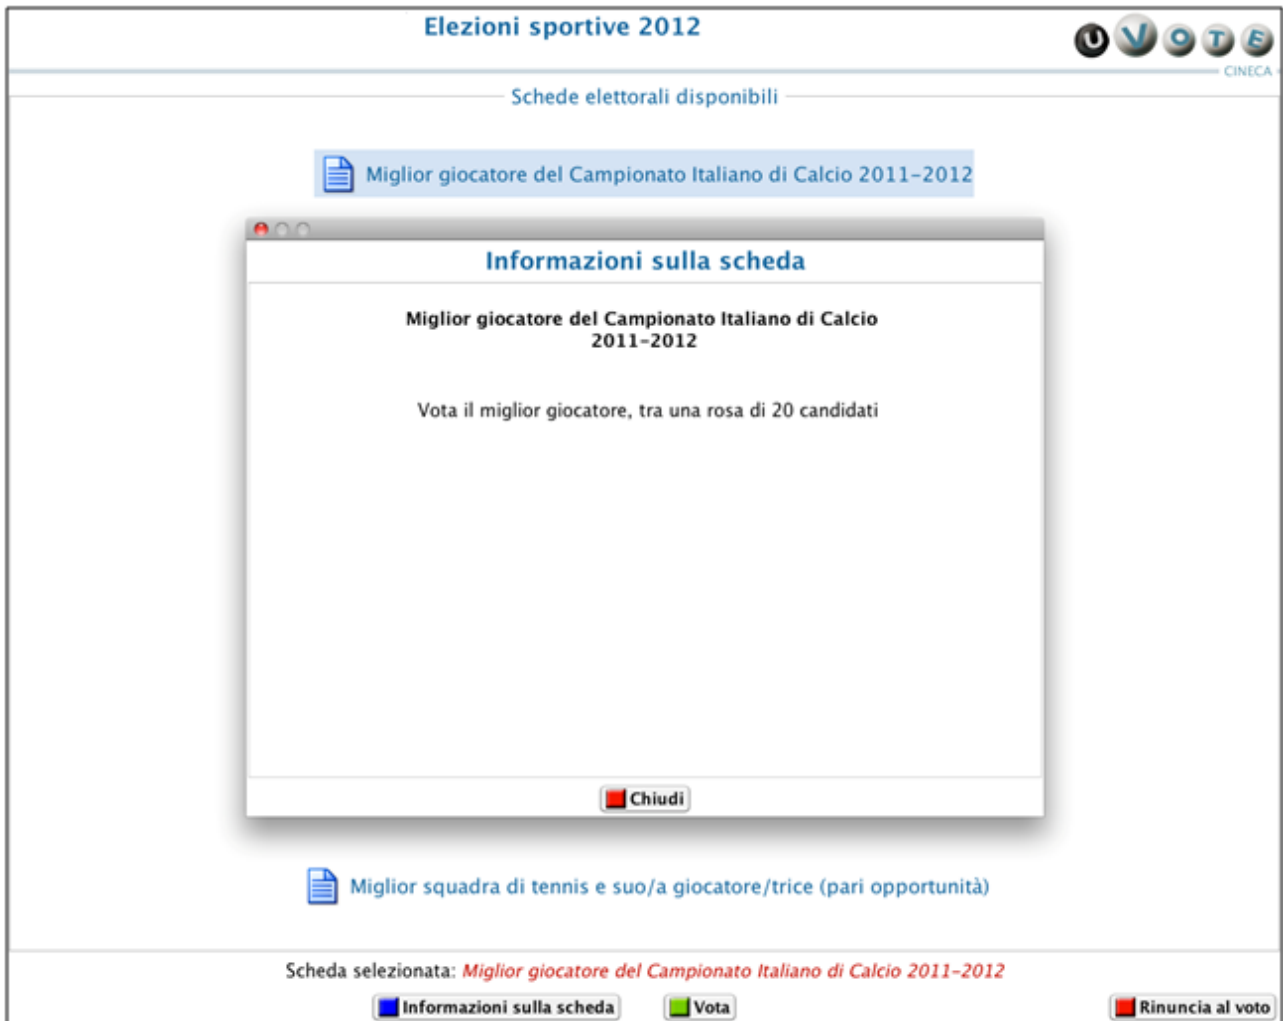 Elezioni sportive 2012
U VOTE
CINECA
Schede elettorali disponibili
Miglior giocatore del Campionato Italiano di Calcio 2011-2012
Informazioni sulla scheda
Miglior giocatore del Campionato Italiano di Calcio
2011-2012
Vota il miglior giocatore, tra una rosa di 20 candidati
Chiudi
Miglior squadra di tennis e suo/a giocatore/trice (pari opportunità)
Scheda selezionata: Miglior giocatore del Campionato Italiano di Calcio 2011-2012
Informazioni sulla scheda Vota Rinuncia al voto